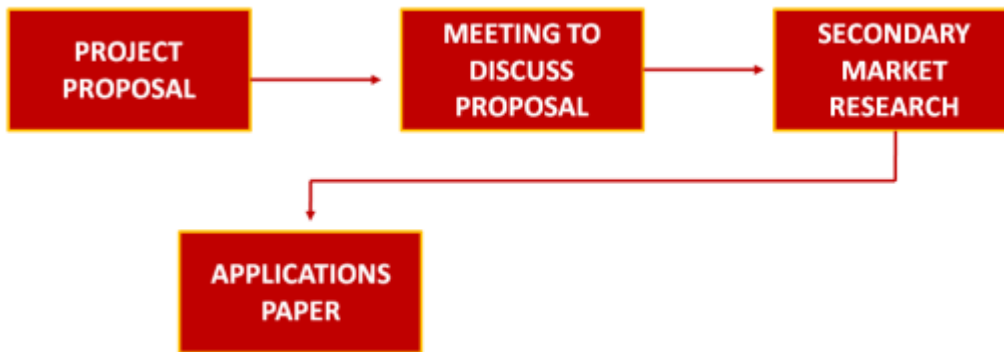 PROJECT
PROPOSAL
MEETING TO
DISCUSS
PROPOSAL
SECONDARY
MARKET
RESEARCH
APPLICATIONS
PAPER